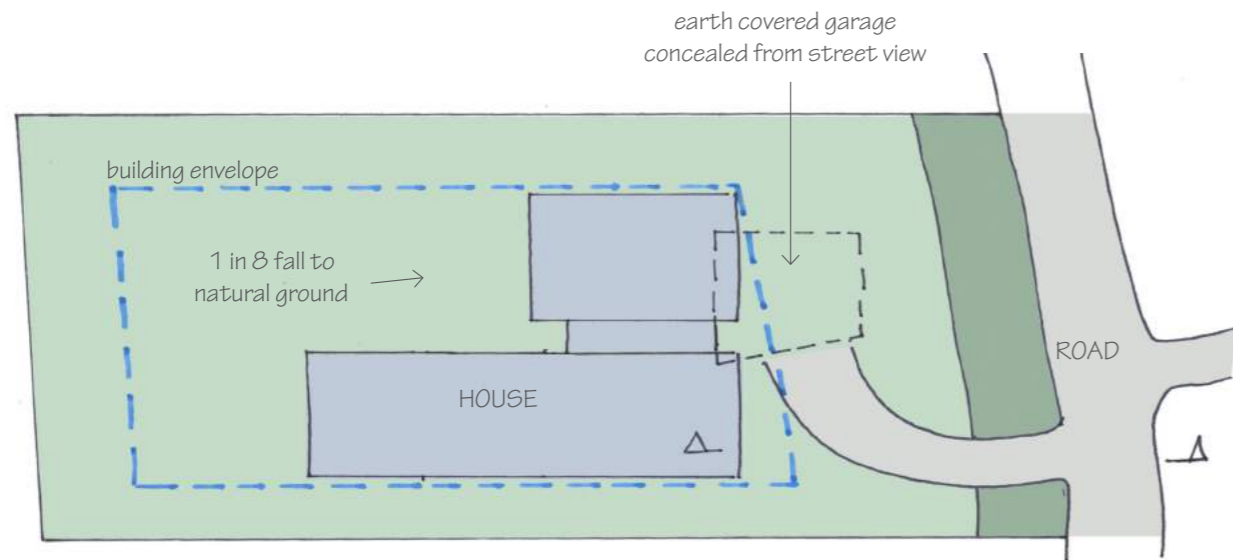 earth covered garage
concealed from street view
building envelope
1 in 8 fall to
natural ground
HOUSE
ROAD